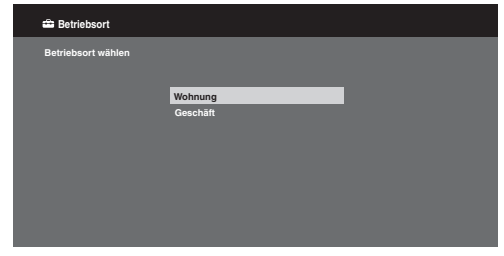 Betriebsort
Betriebsort wählen
Wohnung
Geschäft